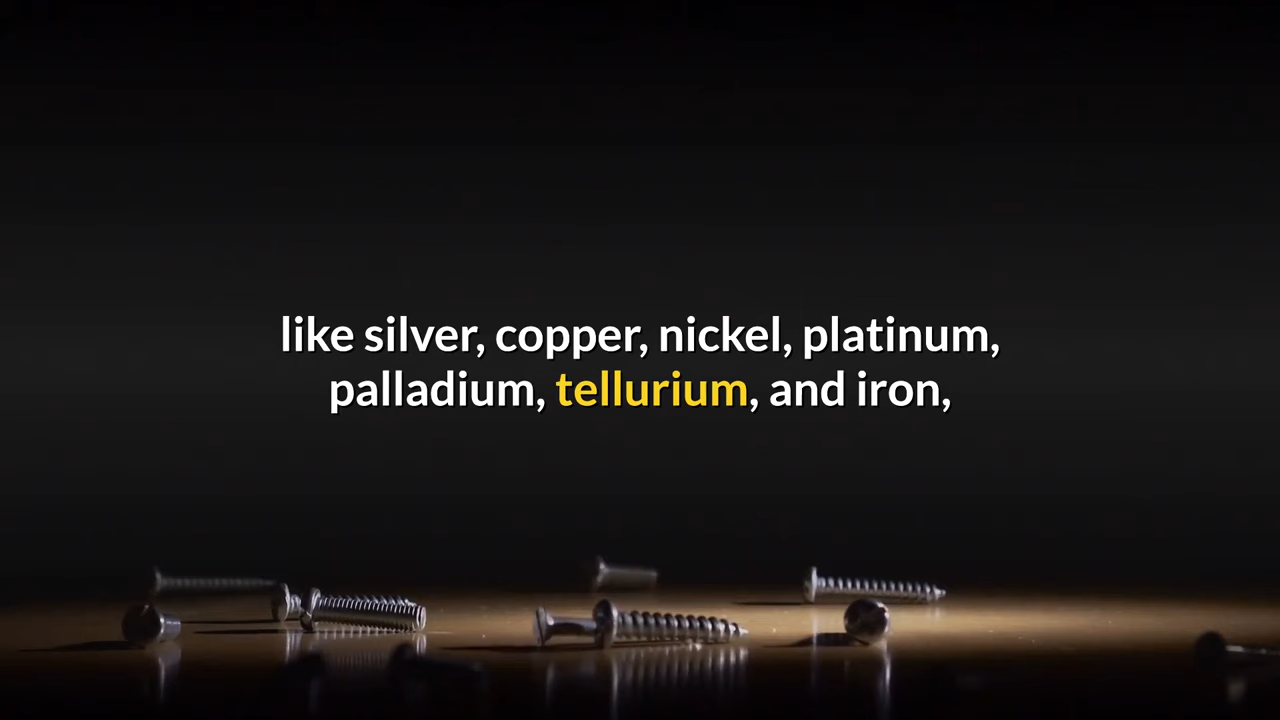 like silver, copper, nickel, platinum,
palladium, tellurium, and iron,